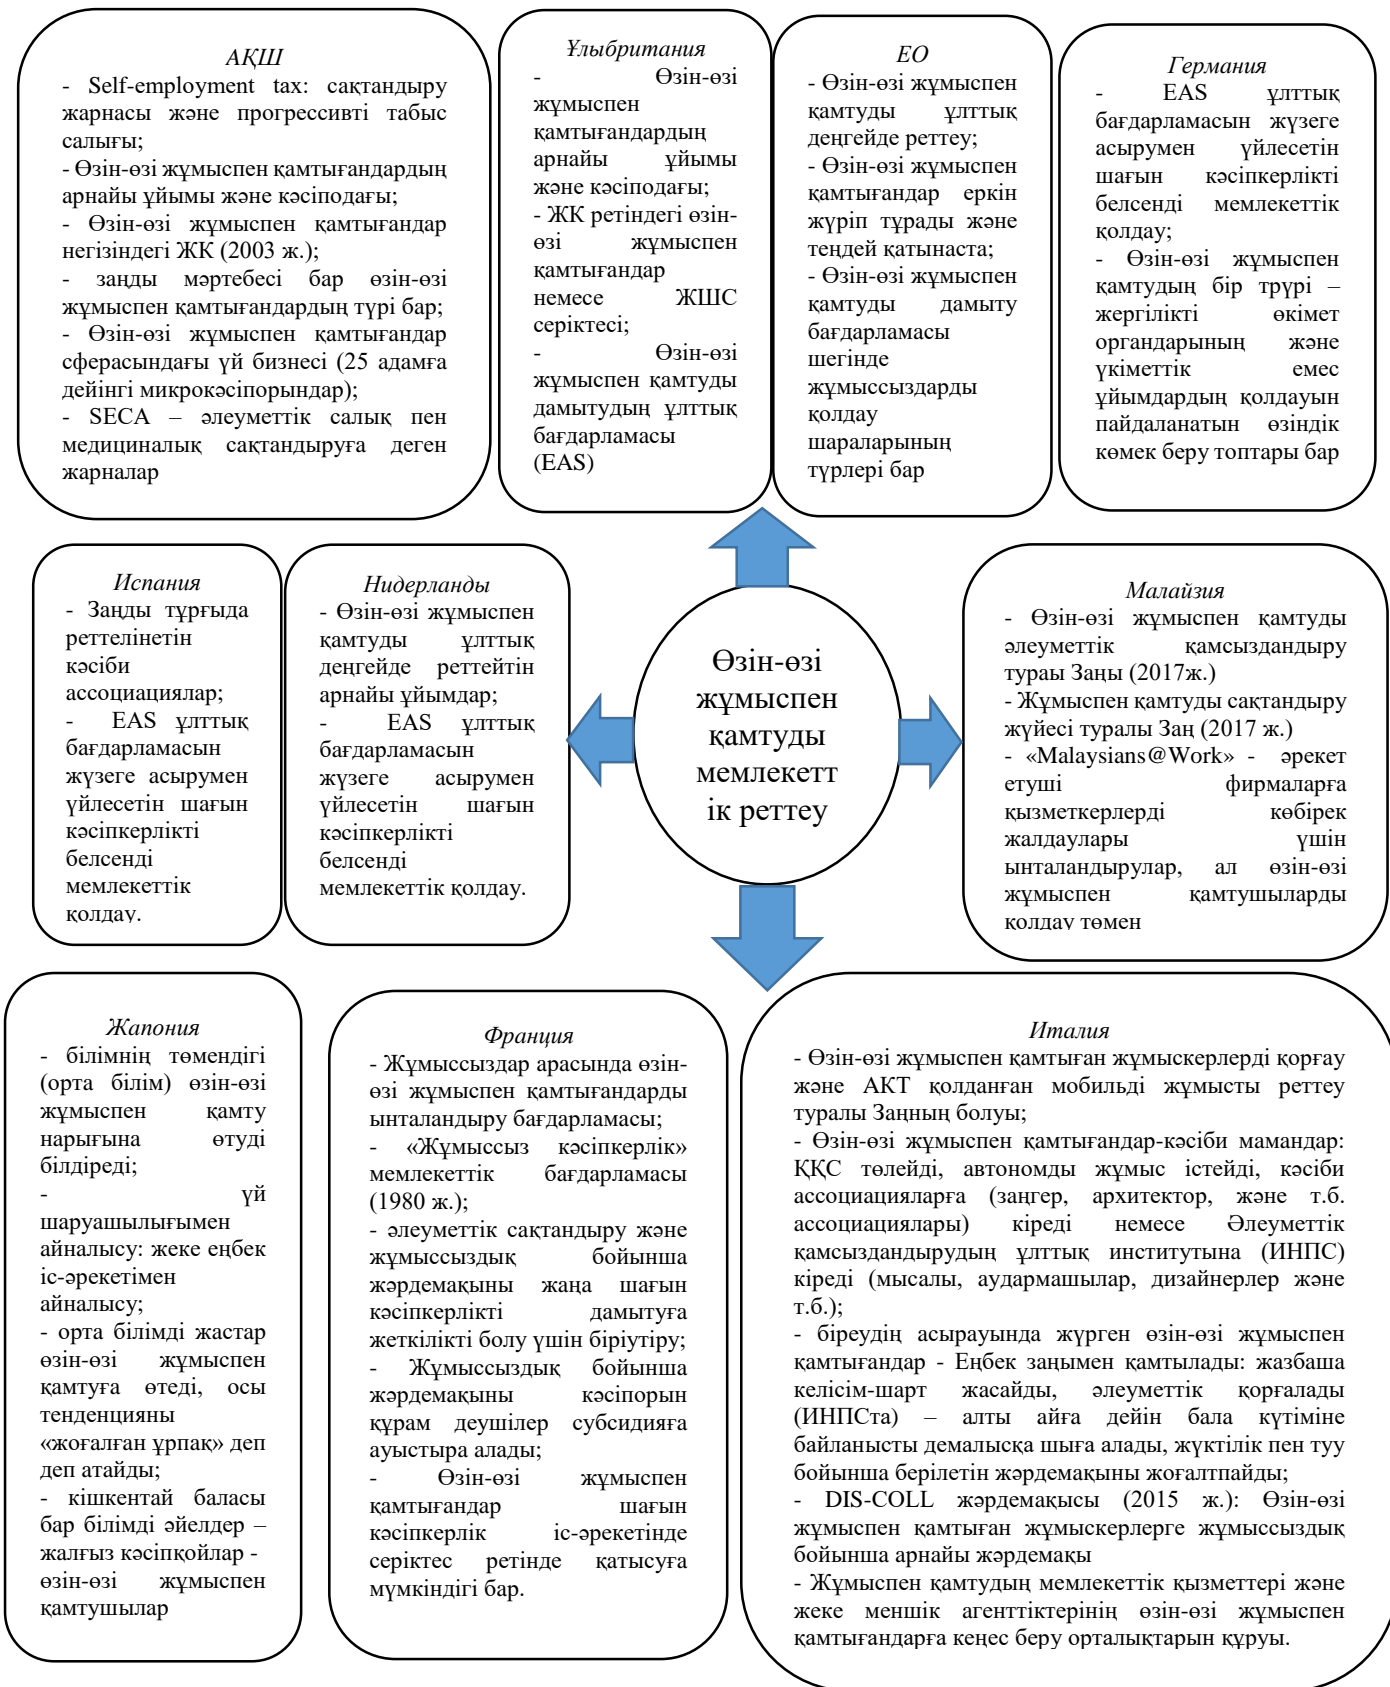 АҚШ
- Self-employment tax: сақтандыру
жарнасы және прогрессивті табыс
салығы;
- Өзін-өзі жұмыспен қамтығандардың
арнайы ұйымы және кәсіподағы;
- Өзін-өзі жұмыспен қамтығандар
негізіндегі ЖК (2003 ж.);
- заңды мәртебесі бар өзін-өзі
жұмыспен қамтығандардың түрі бар;
- Өзін-өзі жұмыспен қамтығандар
сферасындағы үй бизнесі (25 адамға
дейінгі микрокәсіпорындар);
- SECA – әлеуметтік салық пен
медициналық сақтандыруға деген
жарналар
Ұлыбритания
- Өзін-өзі
жұмыспен
қамтығандардың
арнайы ұйымы
және кәсіподағы;
- ЖК ретіндегі өзін-
өзі жұмыспен
қамтығандар
немесе ЖШС
серіктесі;
- Өзін-өзі
жұмыспен қамтуды
дамытудың ұлттық
бағдарламасы
(EAS)
ЕО
- Өзін-өзі жұмыспен
қамтуды ұлттық
деңгейде реттеу;
- Өзін-өзі жұмыспен
қамтығандар еркін
жүріп тұрады және
теңдей қатынаста;
- Өзін-өзі жұмыспен
қамтуды дамыту
бағдарламасы
шегінде
жұмыссыздарды
қолдау
шараларының
түрлері бар
Германия
- EAS ұлттық
бағдарламасын жүзеге
асырумен үйлесетін
шағын кәсіпкерлікті
белсенді мемлекеттік
қолдау;
- Өзін-өзі жұмыспен
қамтудың бір трүрі –
жергілікті өкімет
органдарының және
үкіметтік емес
ұйымдардың қолдауын
пайдаланатын өзіндік
көмек беру топтары бар
Испания
- Заңды тұрғыда
реттелінетін
кәсіби
ассоциациялар;
- EAS ұлттық
бағдарламасын
жүзеге асырумен
үйлесетін шағын
кәсіпкерлікті
белсенді
мемлекеттік
қолдау.
Нидерланды
- Өзін-өзі жұмыспен
қамтуды ұлттық
деңгейде реттейтін
арнайы ұйымдар;
- EAS ұлттық
бағдарламасын
жүзеге асырумен
үйлесетін шағын
кәсіпкерлікті
белсенді
мемлекеттік қолдау.
Өзін-өзі
жұмыспен
қамтуды
мемлекетт
ік реттеу
Малайзия
- Өзін-өзі жұмыспен қамтуды
әлеуметтік қамсыздандыру
тураы Заңы (2017ж.)
- Жұмыспен қамтуды сақтандыру
жүйесі туралы Заң (2017 ж.)
- «Malaysians@Work» - әрекет
етуші фирмаларға
қызметкерлерді көбірек
жалдаулары үшін
ынталандырулар, ал өзін-өзі
жұмыспен қамтушыларды
қолдау төмен
Жапония
- білімнің төмендігі
(орта білім) өзін-өзі
жұмыспен қамту
нарығына өтуді
білдіреді;
- үй
шаруашылығымен
айналысу: жеке еңбек
іс-әрекетімен
айналысу;
- орта білімді жастар
өзін-өзі жұмыспен
қамтуға өтеді, осы
тенденцияны
«жоғалған ұрпақ» деп
деп атайды;
- кішкентай баласы
бар білімді әйелдер –
жалғыз кәсіпқойлар -
өзін-өзі жұмыспен
қамтушылар
Франция
- Жұмыссыздар арасында өзін-
өзі жұмыспен қамтығандарды
ынталандыру бағдарламасы;
- «Жұмыссыз кәсіпкерлік»
мемлекеттік бағдарламасы
(1980 ж.);
- әлеуметтік сақтандыру және
жұмыссыздық бойынша
жәрдемақыны жаңа шағын
кәсіпкерлікті дамытуға
жеткілікті болу үшін біріутіру;
- Жұмыссыздық бойынша
жәрдемақыны кәсіпорын
құрам деушілер субсидияға
ауыстыра алады;
- Өзін-өзі жұмыспен
қамтығандар шағын
кәсіпкерлік іс-әрекетінде
серіктес ретінде қатысуға
мүмкіндігі бар.
Италия
- Өзін-өзі жұмыспен қамтыған жұмыскерлерді қорғау
және АКТ қолданған мобильді жұмысты реттеу
туралы Заңның болуы;
- Өзін-өзі жұмыспен қамтығандар-кәсіби мамандар:
ҚҚС төлейді, автономды жұмыс істейді, кәсіби
ассоциацияларға (заңгер, архитектор, және т.б.
ассоциациялары) кіреді немесе Әлеуметтік
қамсыздандырудың ұлттық институтына (ИНПС)
кіреді (мысалы, аудармашылар, дизайнерлер және
т.б.);
- біреудің асырауында жүрген өзін-өзі жұмыспен
қамтығандар - Еңбек заңымен қамтылады: жазбаша
келісім-шарт жасайды, әлеуметтік қорғалады
(ИНПСта) – алты айға дейін бала күтіміне
байланысты демалысқа шыға алады, жүктілік пен туу
бойынша берілетін жәрдемақыны жоғалтпайды;
- DIS-COLL жәрдемақысы (2015 ж.): Өзін-өзі
жұмыспен қамтыған жұмыскерлерге жұмыссыздық
бойынша арнайы жәрдемақы
- Жұмыспен қамтудың мемлекеттік қызметтері және
жеке меншік агенттіктерінің өзін-өзі жұмыспен
қамтығандарға кеңес беру орталықтарын құруы.